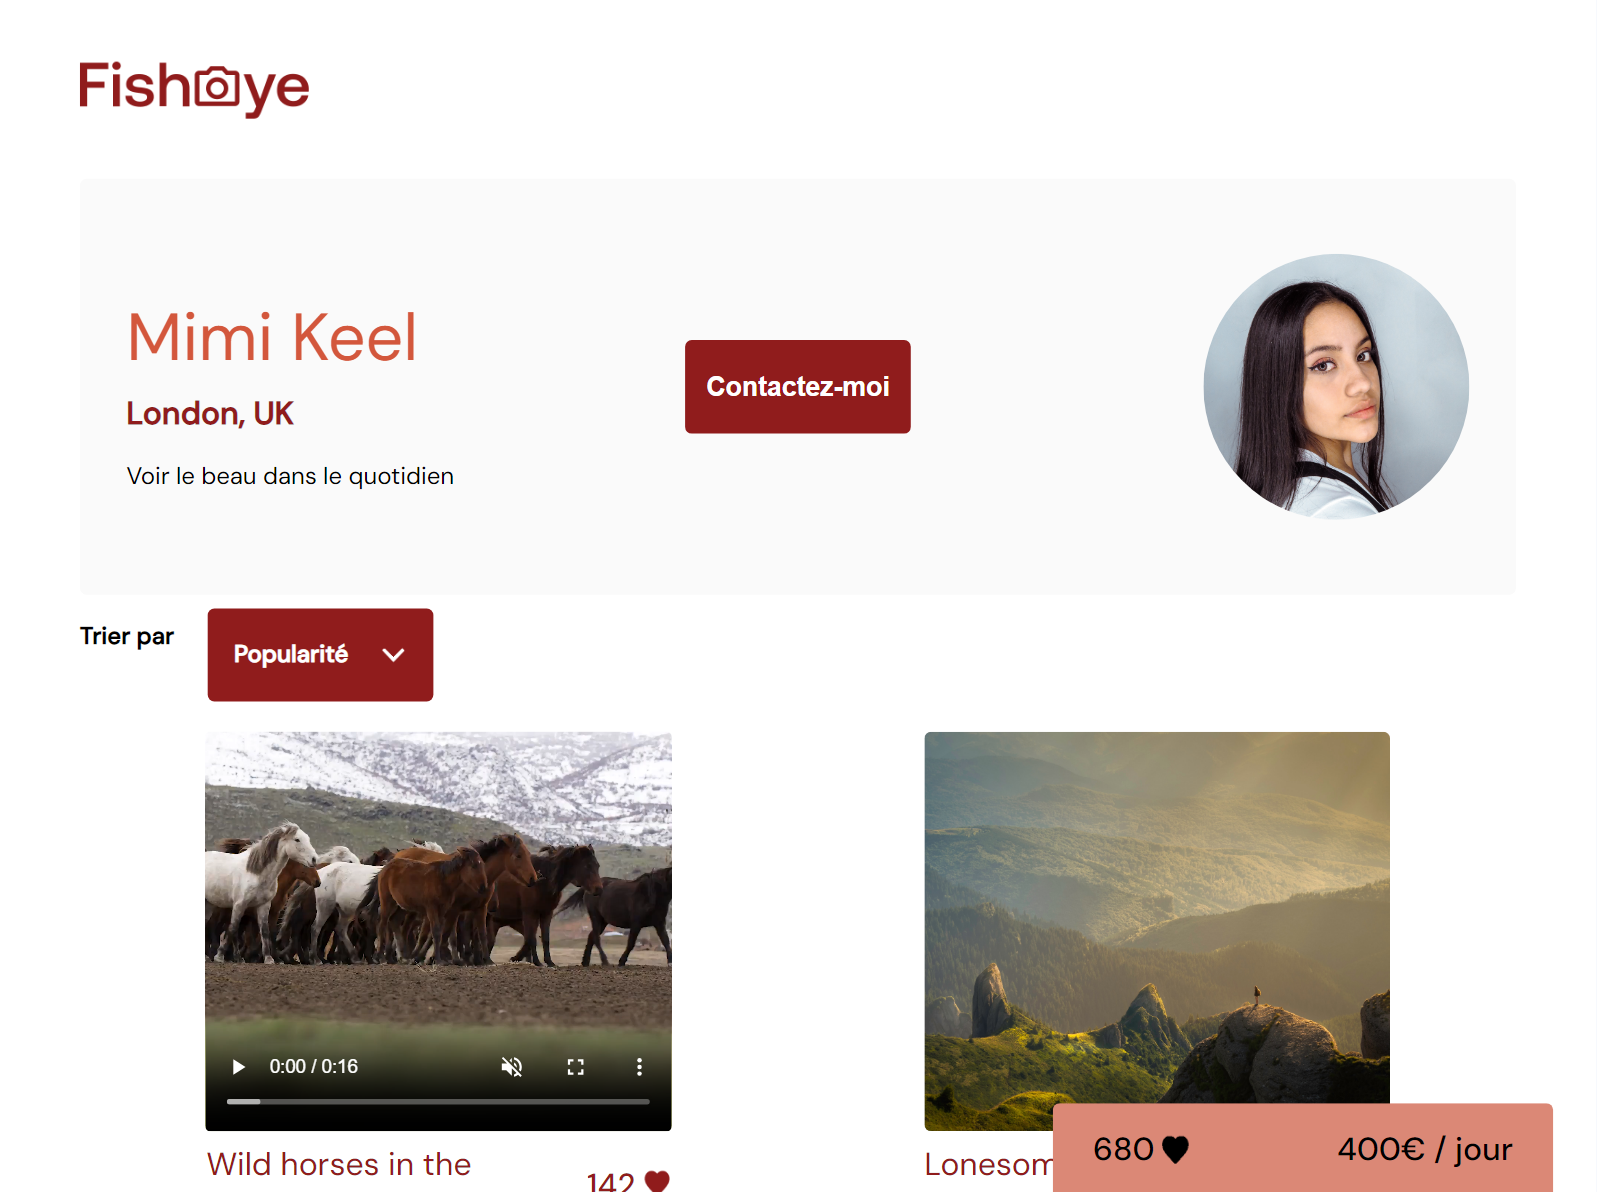 Fisheye
Mimi Keel
London, UK
Voir le beau dans le quotidien
Contactez-moi
Trier par
Popularité
0:00 / 0:16
Wild horses in the
142
Lonesom
680
400€ / jour